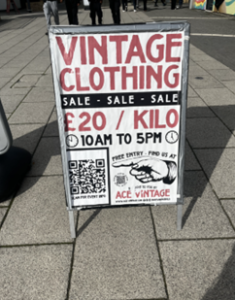 VINTAGE
CLOTHING
SALE - SALE - SALE
£20 / KILO
10AM TO 5PM
FREE ENTRY - FIND US AT
ACE VINTAGE